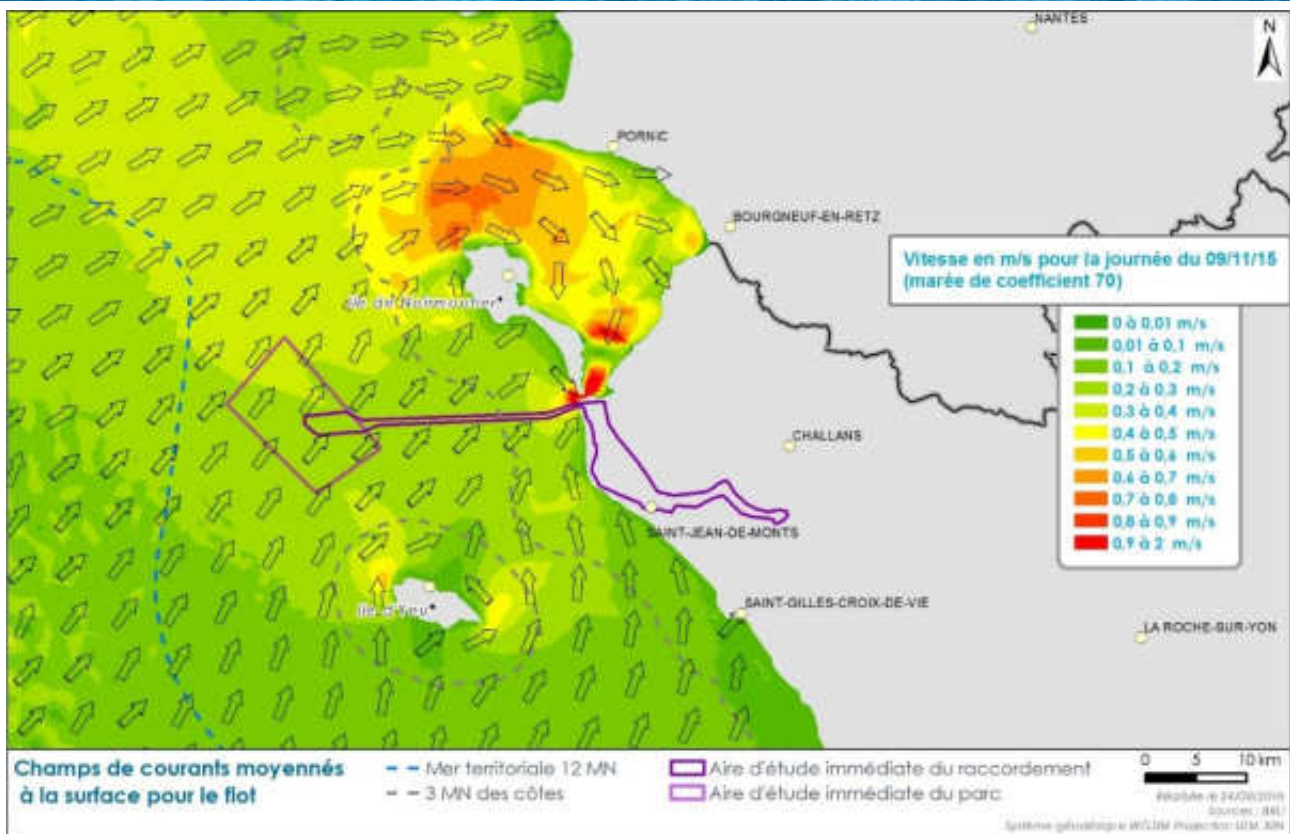 NANTES
N
PORNIC
BOURGNEUF-EN-RETZ
Vitesse en m/s pour la journée du 09/11/15
(marée de coefficient 70)
Ile de Noirmoutier
0 à 0,01 m/s
0,01 à 0,1 m/s
0,1 à 0,2 m/s
0,2 à 0,3 m/s
0,3 à 0,4 m/s
0,4 à 0,5 m/s
0,5 à 0,6 m/s
0,6 à 0,7 m/s
0,7 à 0,8 m/s
0,8 à 0,9 m/s
0,9 à 2 m/s
CHALLANS
SAINT-JEAN-DE-MONTS
Ile d'Yeu
SAINT-GILLES-CROIX-DE-VIE
LA ROCHE-SUR-YON
Champs de courants moyennés
à la surface pour le flot
Mer territoriale 12 MN
3 MN des côtes
Aire d'étude immédiate du raccordement
Aire d'étude immédiate du parc
0 5 10 km